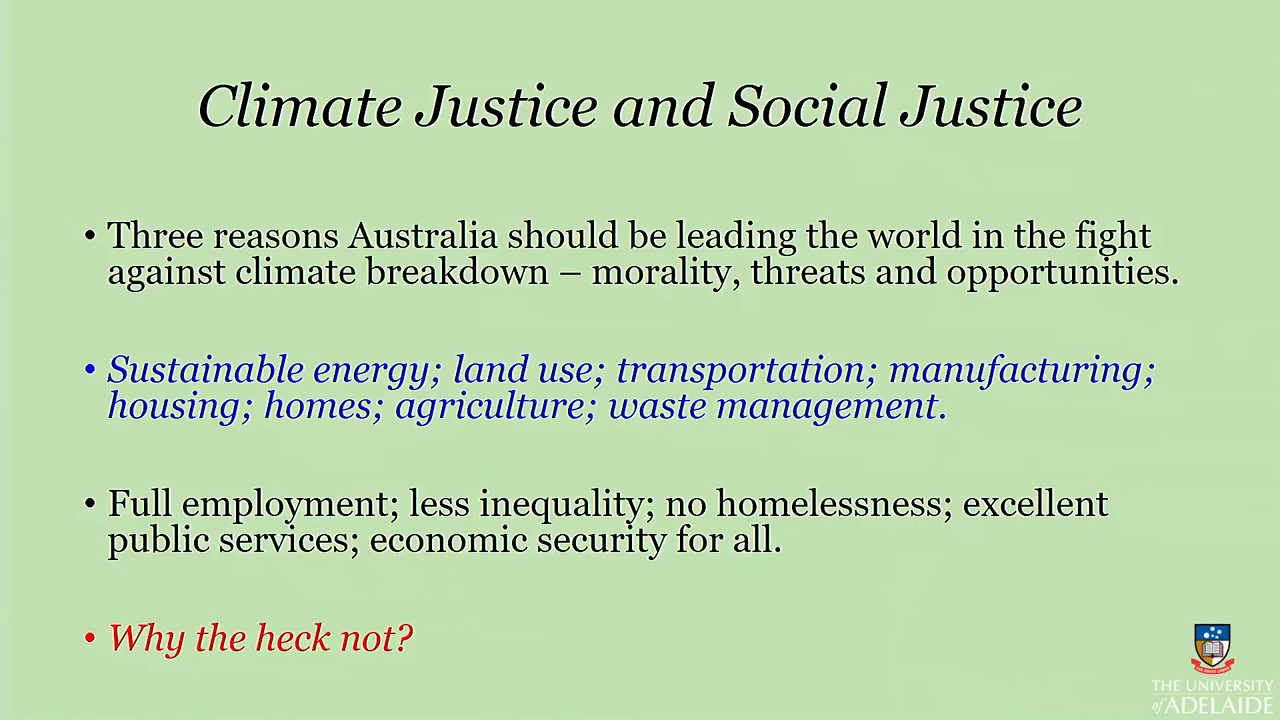 Climate Justice and Social Justice
• Three reasons Australia should be leading the world in the fight
against climate breakdown – morality, threats and opportunities.
• Sustainable energy; land use; transportation; manufacturing;
housing; homes; agriculture; waste management.
• Full employment; less inequality; no homelessness; excellent
public services; economic security for all.
• Why the heck not?
THE UNIVERSITY
of ADELAIDE